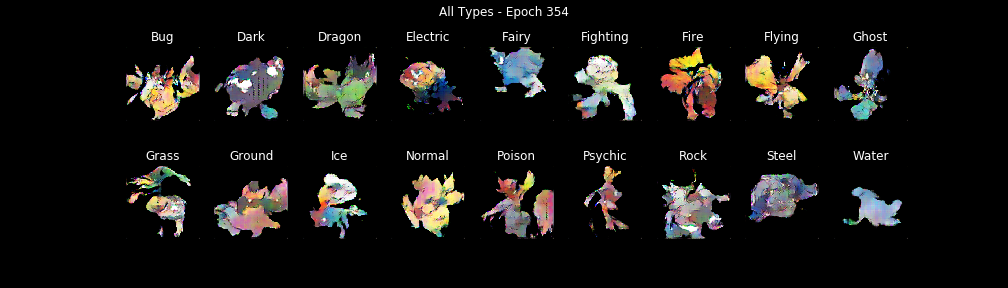 All Types - Epoch 354
Bug Dark Dragon Electric Fairy Fighting Fire Flying Ghost
Grass Ground Ice Normal Poison Psychic Rock Steel Water